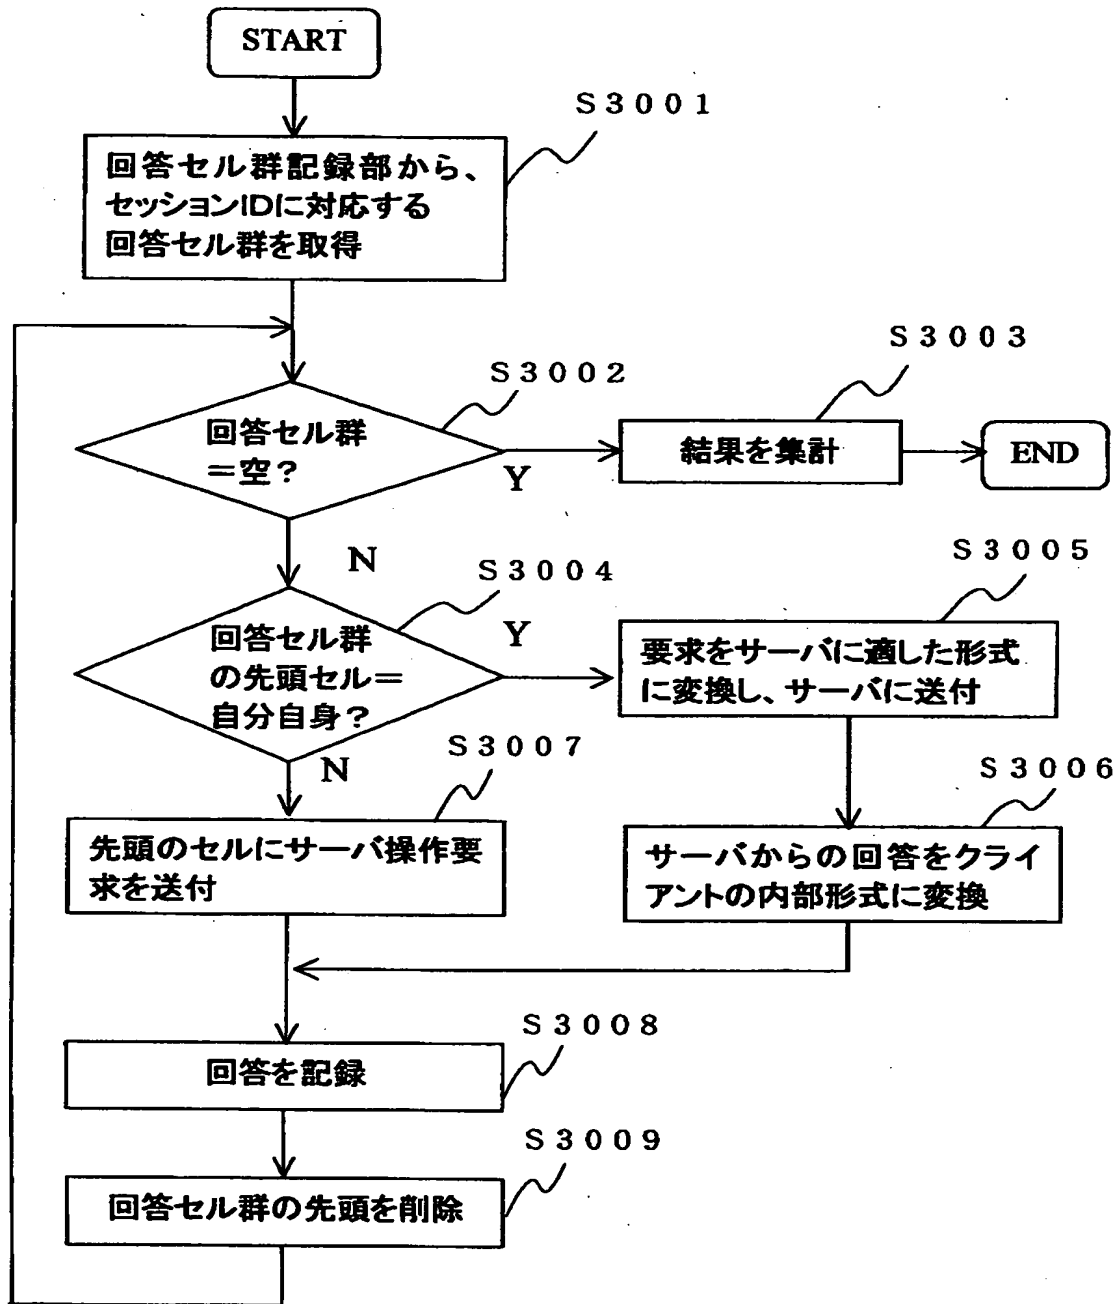 START
S3001
回答セル群記録部から、
セッションIDに対応する
回答セル群を取得
S3003
S3002
回答セル群
=空?
Y
結果を集計
END
N
S3005
S3004
回答セル群
の先頭セル=
自分自身?
Y
要求をサーバに適した形式
に変換し、サーバに送付
S3007
N
S3006
先頭のセルにサーバ操作要
求を送付
サーバからの回答をクライ
アントの内部形式に変換
S3008
回答を記録
S3009
回答セル群の先頭を削除